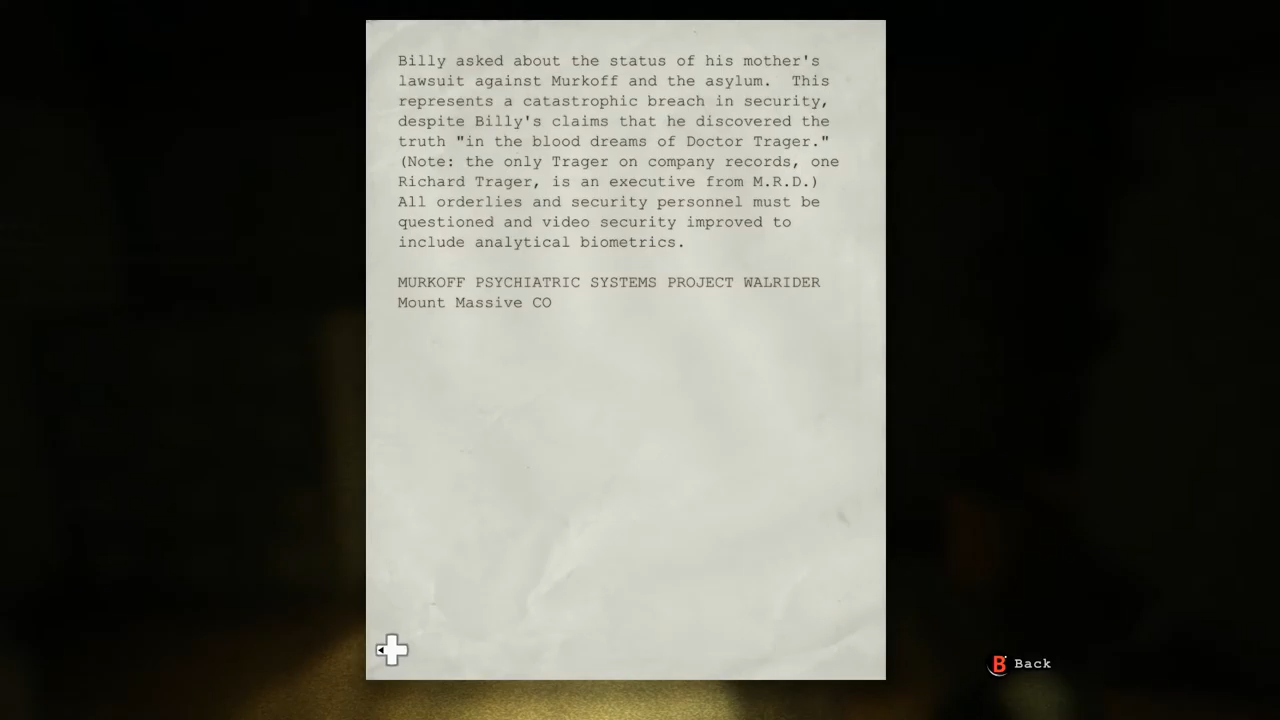 Billy asked about the status of his mother's
lawsuit against Murkoff and the asylum.  This
represents a catastrophic breach in security,
despite Billy's claims that he discovered the
truth "in the blood dreams of Doctor Trager."
(Note: the only Trager on company records, one
Richard Trager, is an executive from M.R.D.)
All orderlies and security personnel must be
questioned and video security improved to
include analytical biometrics.

MURKOFF PSYCHIATRIC SYSTEMS PROJECT WALRIDER
Mount Massive CO
B Back